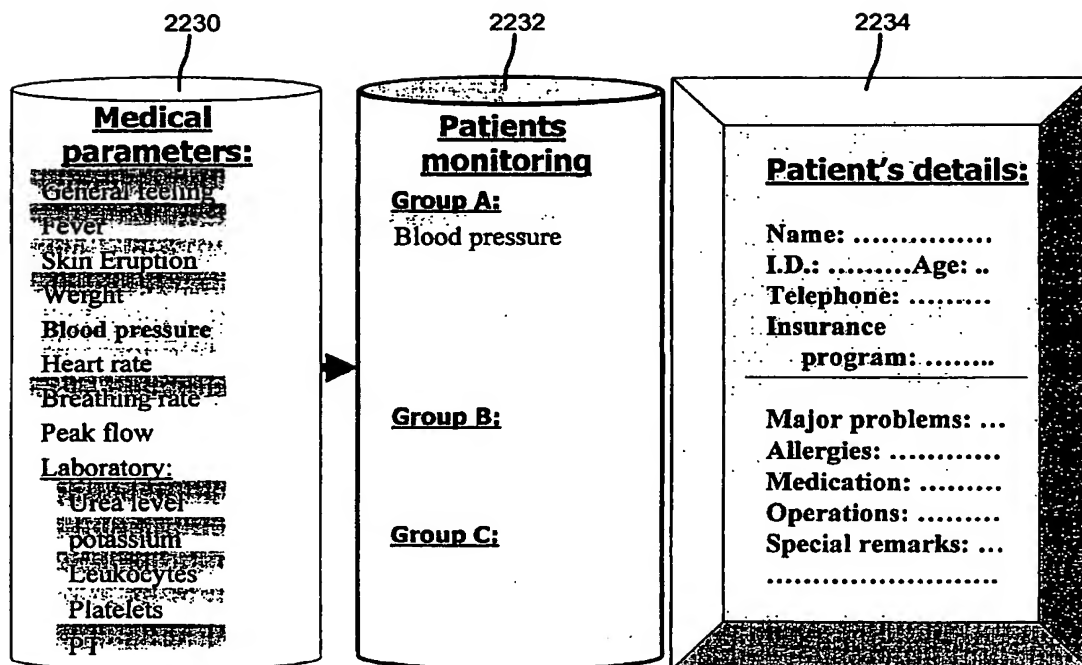 2230
2232
2234
Medical
parameters:
General feeling
Fever
Skin Eruption
Weight
Blood pressure
Heart rate
Breathing rate
Peak flow
Laboratory:
Urea level
potassium
Leukocytes
Platelets
PT
Patients
monitoring
Group A:
Blood pressure
Group B:
Group C:
Patient's details:
Name: ...............
I.D.: .........Age: ..
Telephone: .........
Insurance
program: ........
Major problems: ...
Allergies: ............
Medication: .........
Operations: .........
Special remarks: ...
.........................